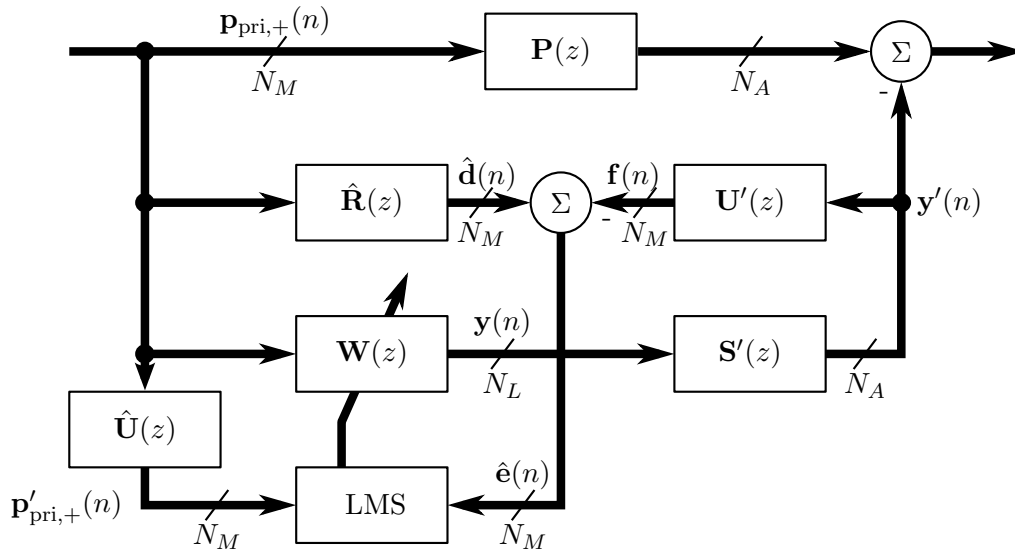 p_pri,+(n)
N_M
P(z)
N_A
Σ
-
R̂(z)
d̂(n)
N_M
Σ
-
f(n)
N_M
U′(z)
y′(n)
W(z)
y(n)
N_L
S′(z)
N_A
Û(z)
p′_pri,+(n)
N_M
LMS
ê(n)
N_M